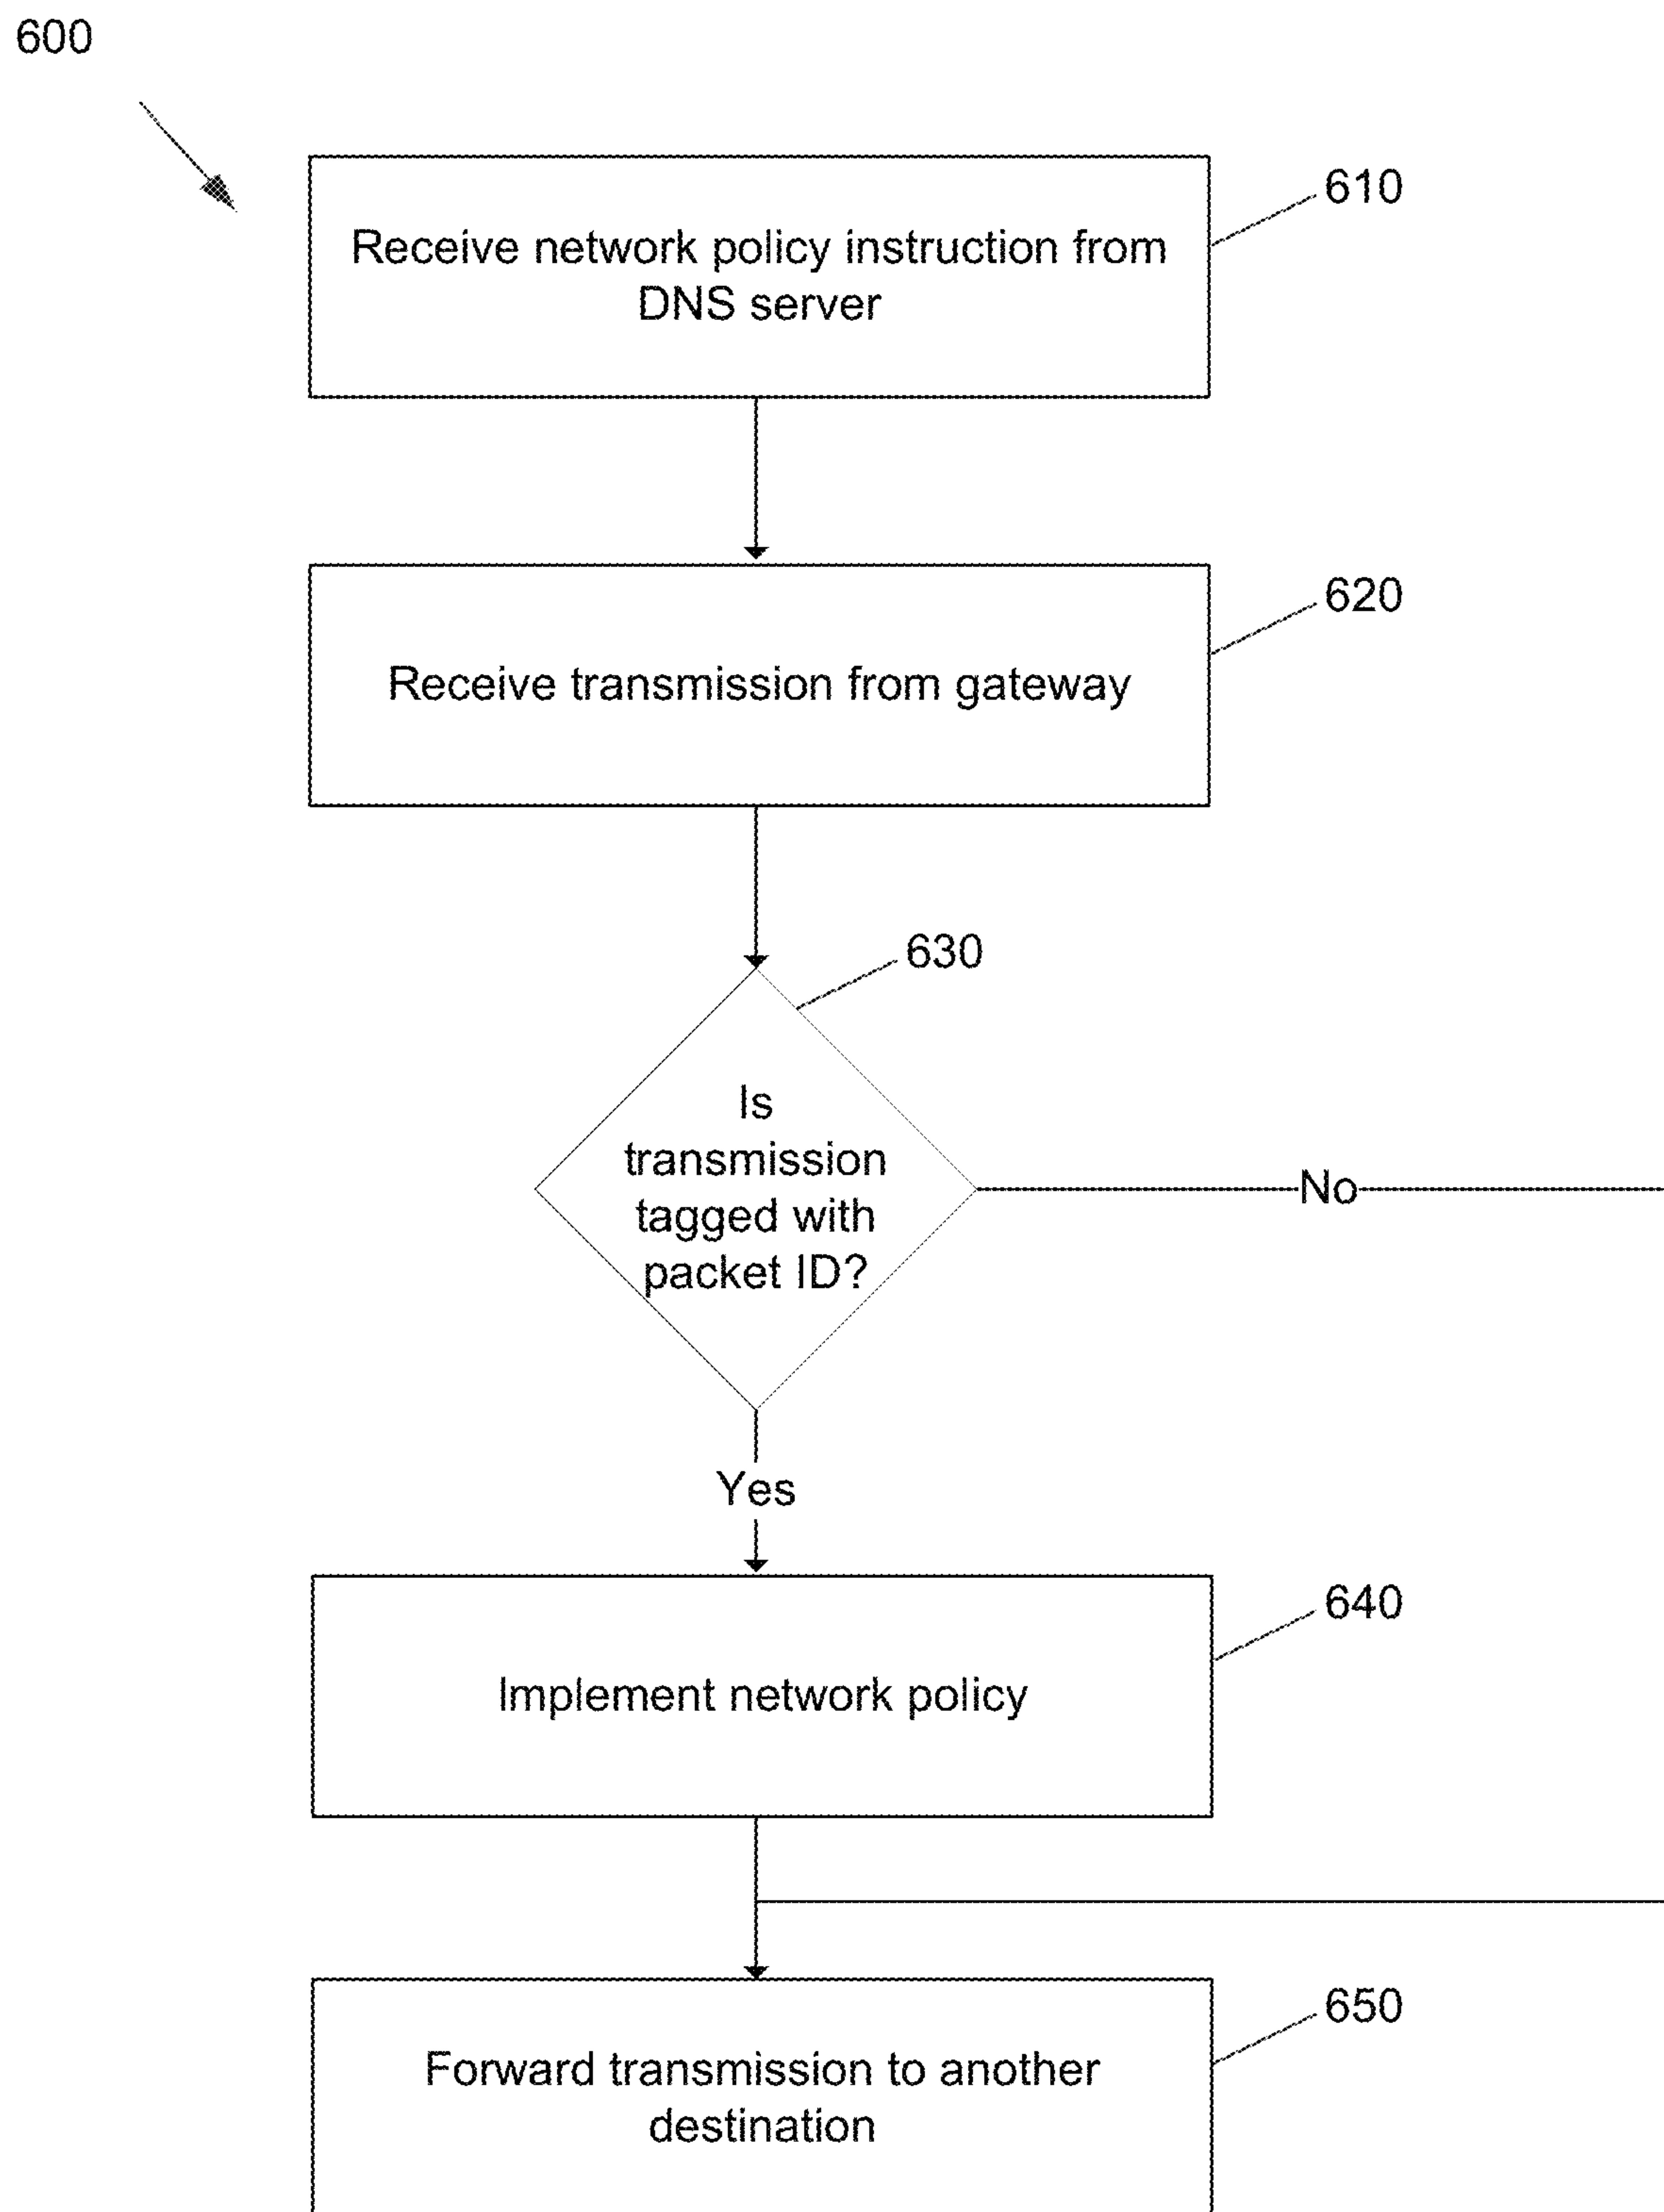 600
610
Receive network policy instruction from
DNS server
620
Receive transmission from gateway
630
Is
transmission
tagged with
packet ID?
No
Yes
640
Implement network policy
650
Forward transmission to another
destination